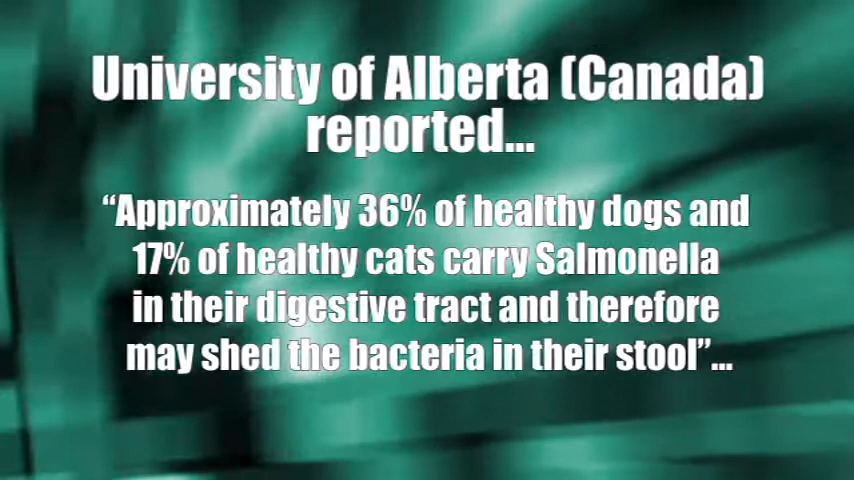 University of Alberta (Canada)
reported...
“Approximately 36% of healthy dogs and
17% of healthy cats carry Salmonella
in their digestive tract and therefore
may shed the bacteria in their stool”...